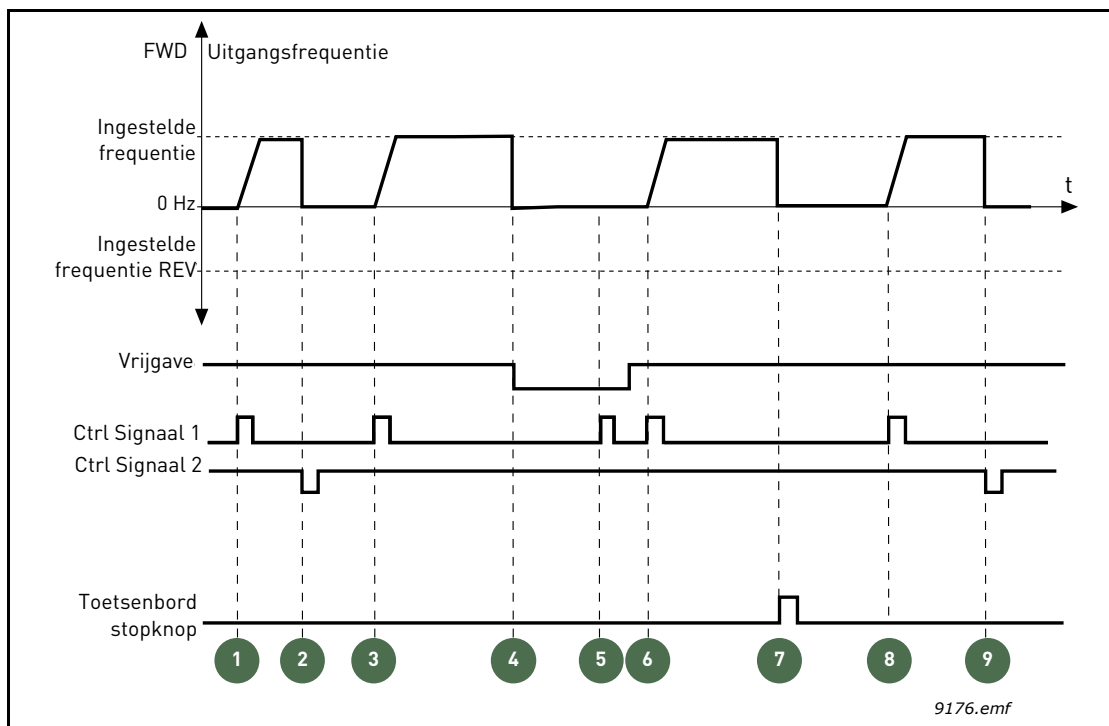 FWD
Uitgangsfrequentie
Ingestelde
frequentie
0 Hz
t
Ingestelde
frequentie REV
Vrijgave
Ctrl Signaal 1
Ctrl Signaal 2
Toetsenbord
stopknop
1 2 3 4 5 6 7 8 9
9176.emf